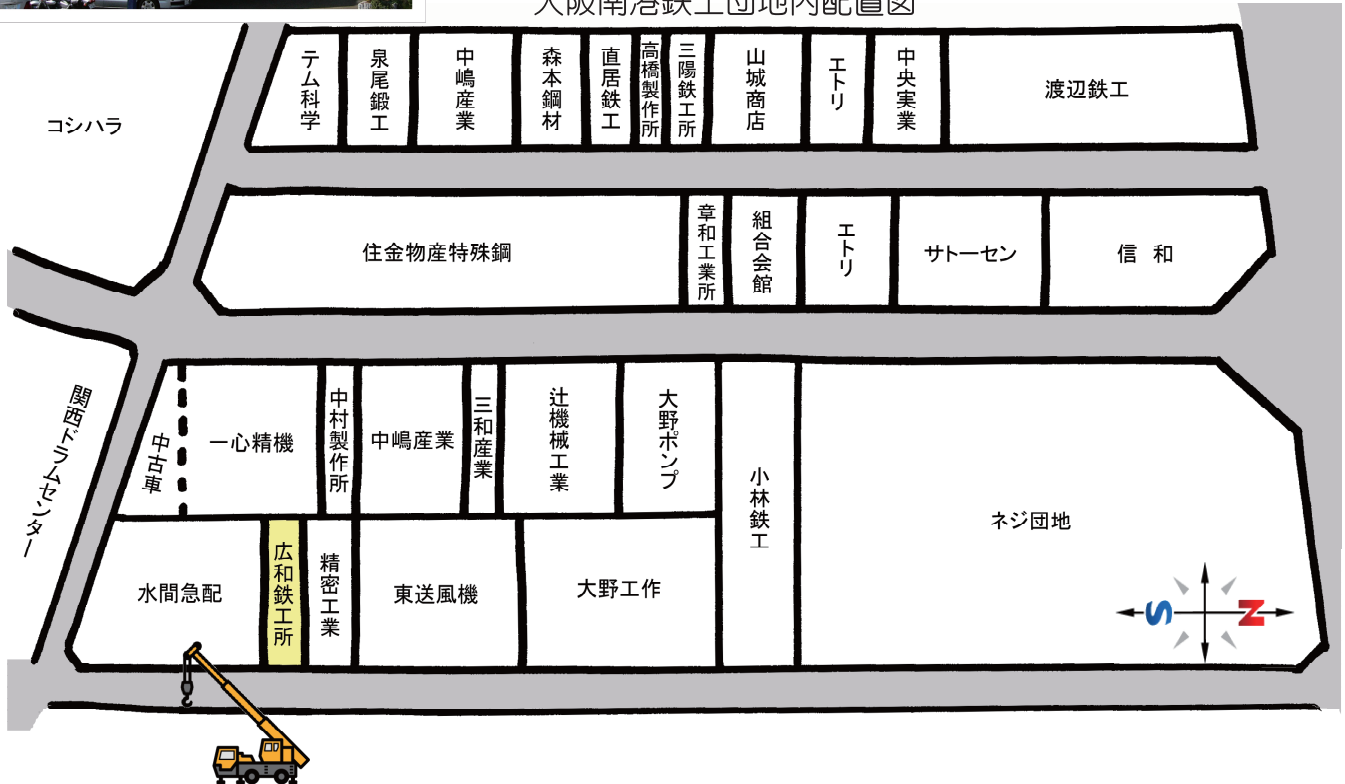 大阪南港鉄工団地内配置図
コシハラ
テム科学
泉尾鍛工
中嶋産業
森本鋼材
直居鉄工
高橋製作所
三陽鉄工所
山城商店
エトリ
中央実業
渡辺鉄工
住金物産特殊鋼
章和工業所
組合会館
エトリ
サトーセン
信 和
関西ドラムセンター
中古車
一心精機
中村製作所
中嶋産業
三和産業
辻機械工業
大野ポンプ
小林鉄工
ネジ団地
水間急配
広和鉄工所
精密工業
東送風機
大野工作
S
N